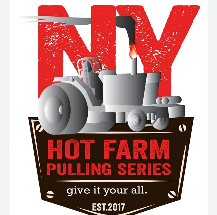 NY
HOT FARM
PULLING SERIES
give it your all.
EST.2017